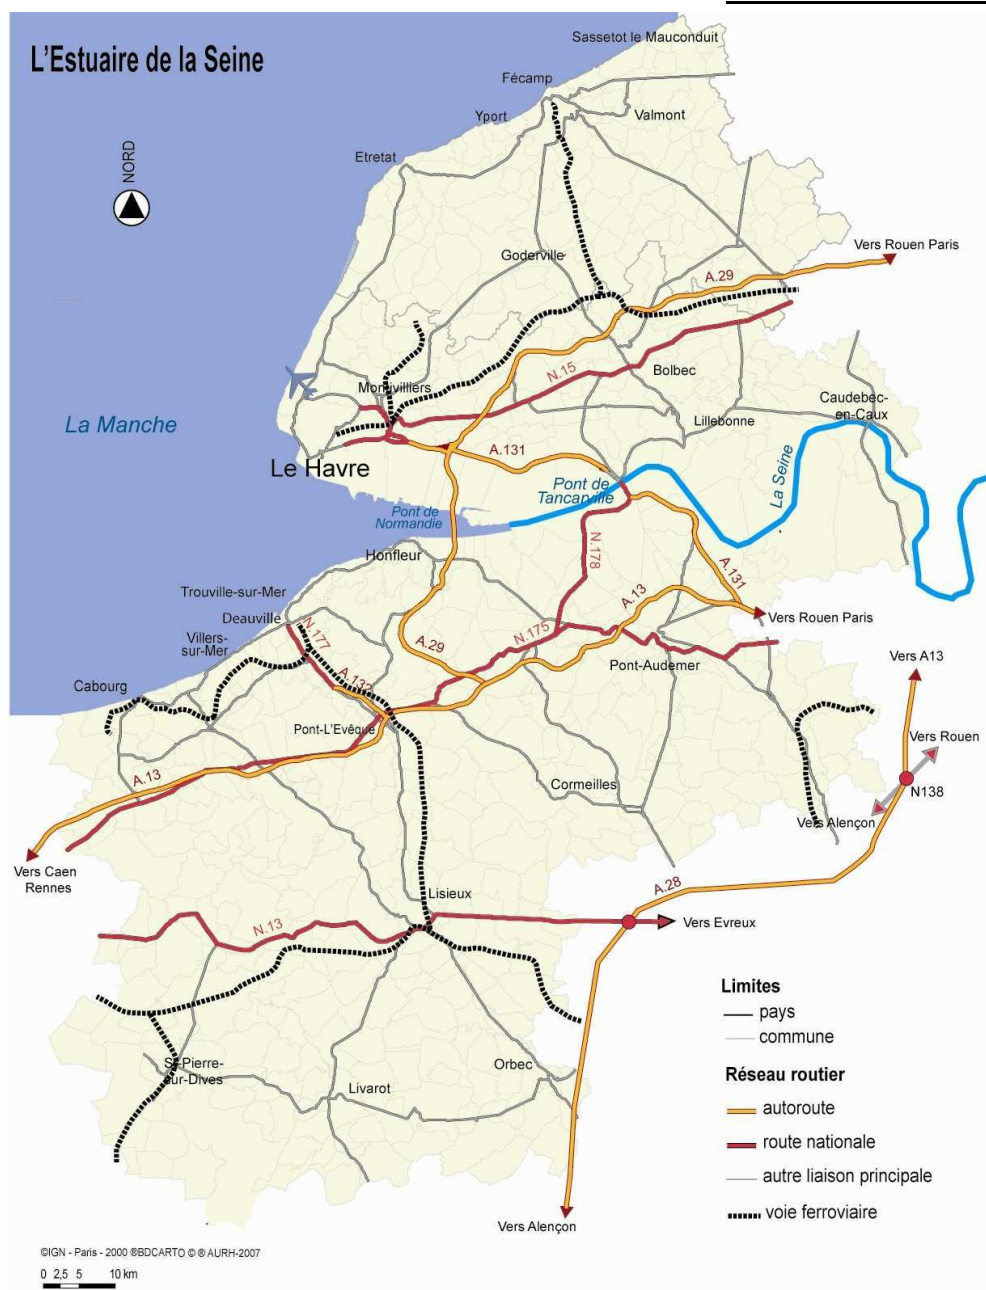 L'Estuaire de la Seine
Sassetot le Mauconduit
Fécamp
Yport
Valmont
NORD
Etretat
Goderville
Vers Rouen Paris
A.29
N.15
Bolbec
Montivilliers
Caudebec-
en-Caux
Lillebonne
La Manche
Le Havre
A.131
La Seine
Pont de
Tancarville
Pont de
Normandie
Honfleur
N.178
A.131
A.13
Trouville-sur-Mer
Deauville
Vers Rouen Paris
Villers-
sur-Mer
N.177
A.29
N.175
Pont-Audemer
Vers A13
Cabourg
A.132
Pont-L'Evêque
Vers Rouen
A.13
Cormeilles
N138
Vers Alençon
Vers Caen
Rennes
Lisieux
A.28
N.13
Vers Evreux
Limites
pays
commune
St-Pierre-
sur-Dives
Orbec
Livarot
Réseau routier
autoroute
route nationale
autre liaison principale
voie ferroviaire
Vers Alençon
©IGN - Paris - 2000 ®BDCARTO © ® AURH-2007
0 2,5 5 10 km